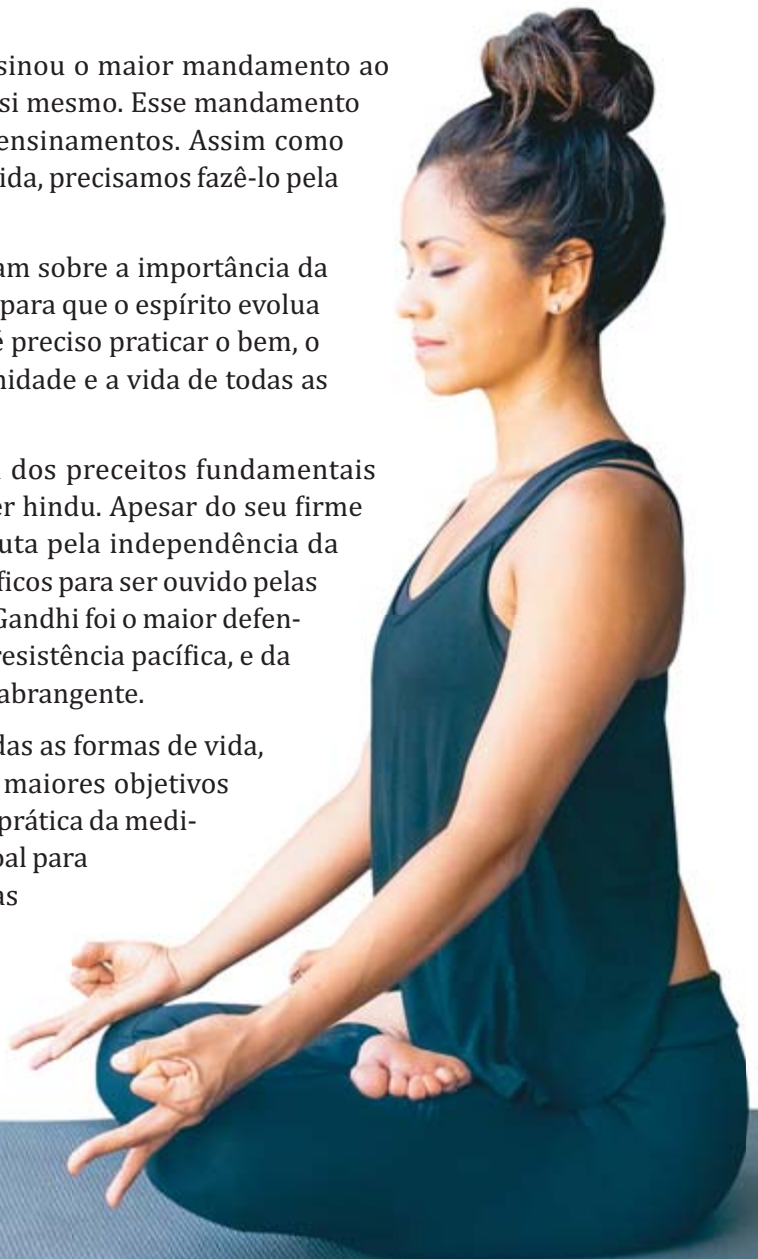 sinou o maior mandamento ao
si mesmo. Esse mandamento
ensinamentos. Assim como
ida, precisamos fazê-lo pela
am sobre a importância da
para que o espírito evolua
é preciso praticar o bem, o
nidade e a vida de todas as
dos preceitos fundamentais
er hindu. Apesar do seu firme
uta pela independência da
ficos para ser ouvido pelas
Gandhi foi o maior defen-
resistência pacífica, e da
abrangente.
das as formas de vida,
maiores objetivos
prática da medi-
oal para
as